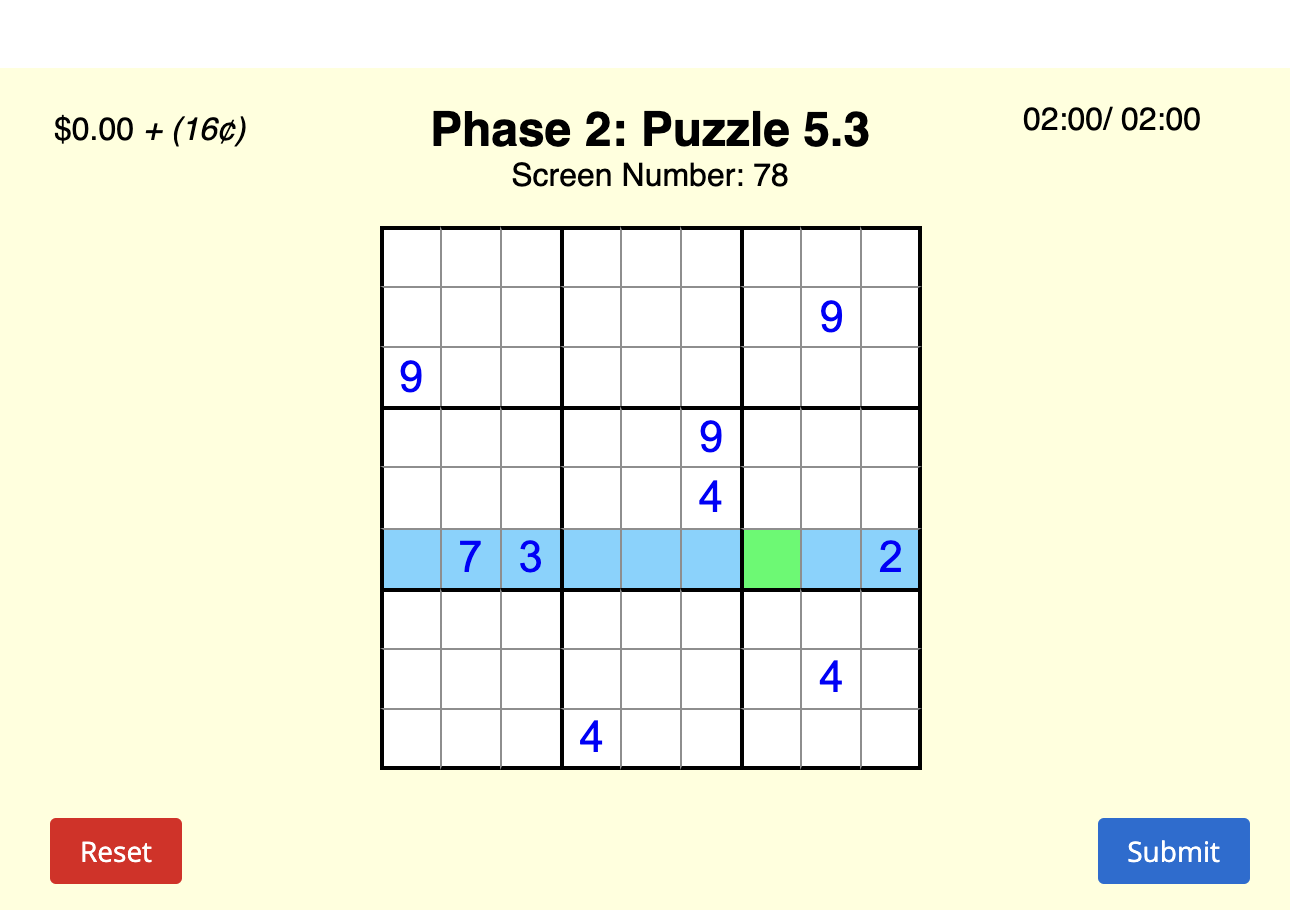 $0.00 + (16¢)
Phase 2: Puzzle 5.3
02:00/ 02:00
Screen Number: 78
9
9
9
4
7 3 2
4
4
Reset
Submit